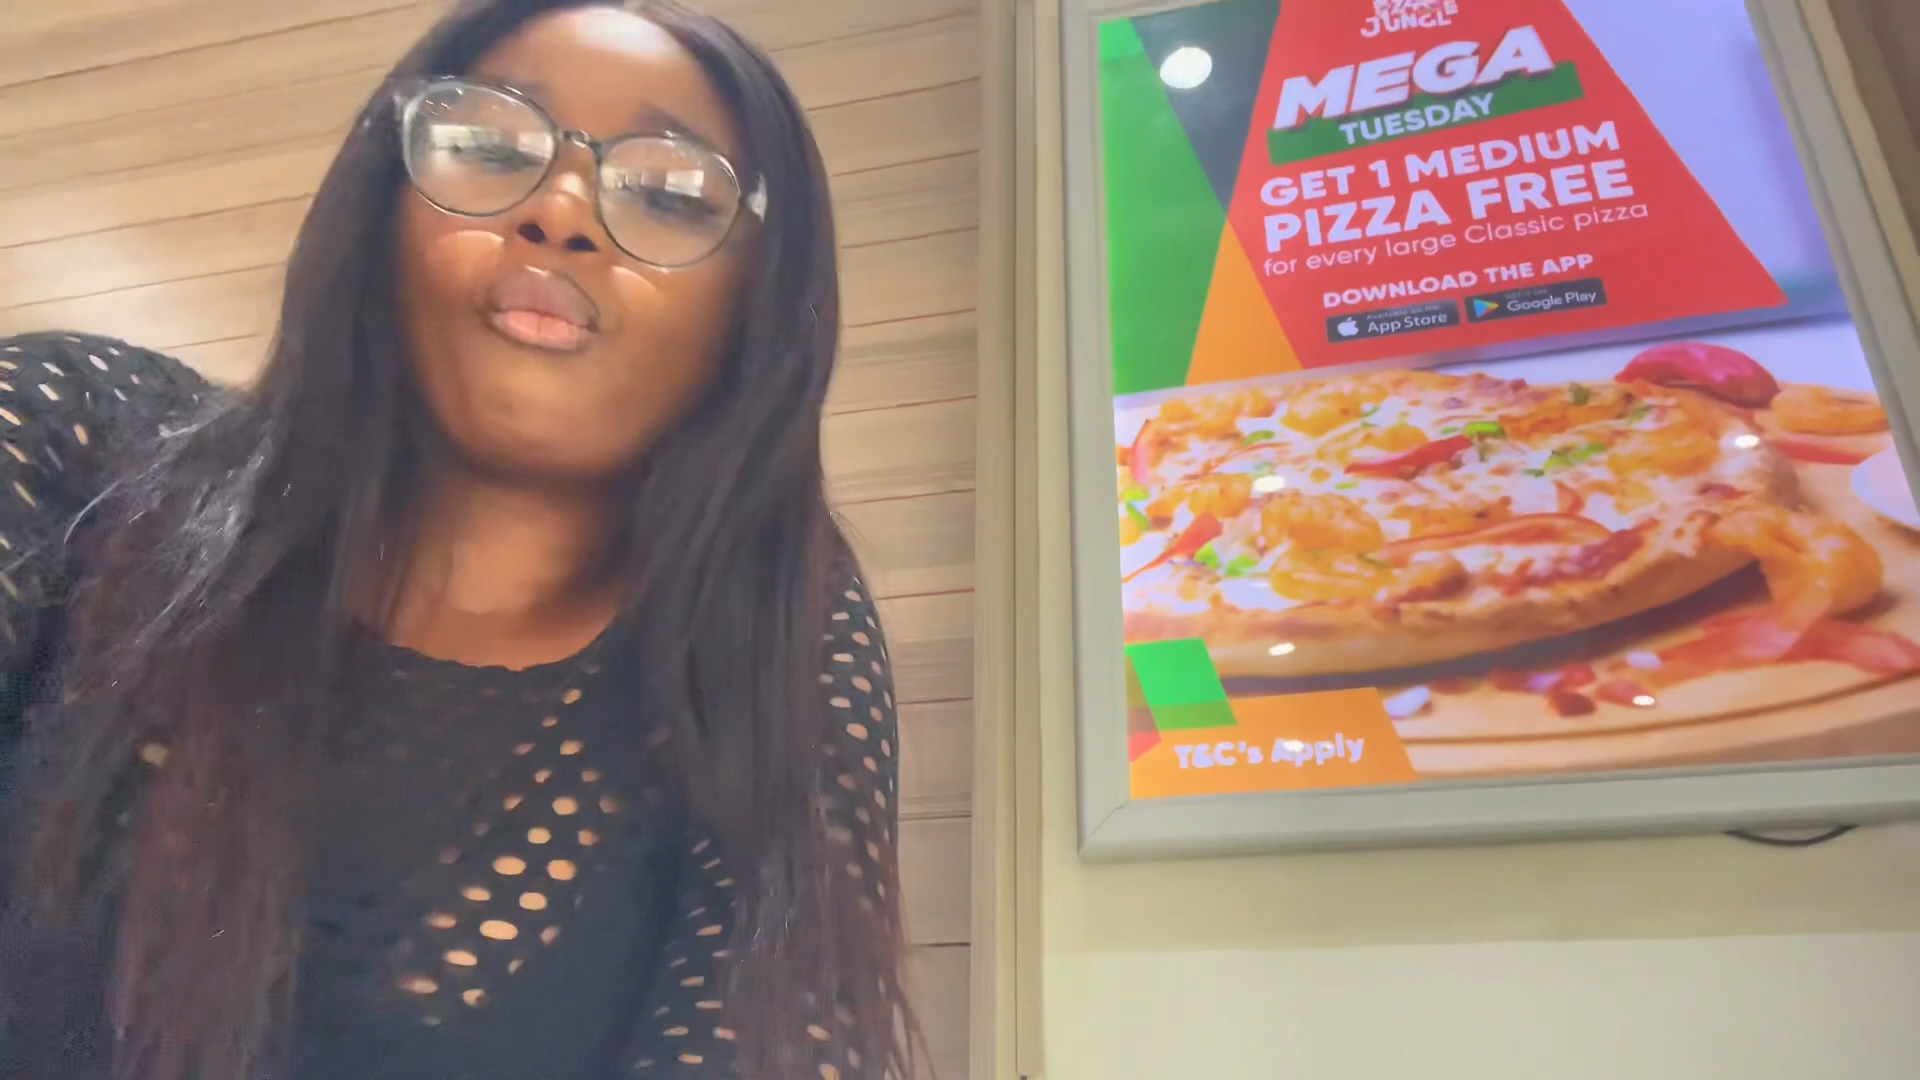 PIZZA JUNGLE
MEGA
TUESDAY
GET 1 MEDIUM
PIZZA FREE
for every large Classic pizza
DOWNLOAD THE APP
App Store
Google Play
T&C's Apply